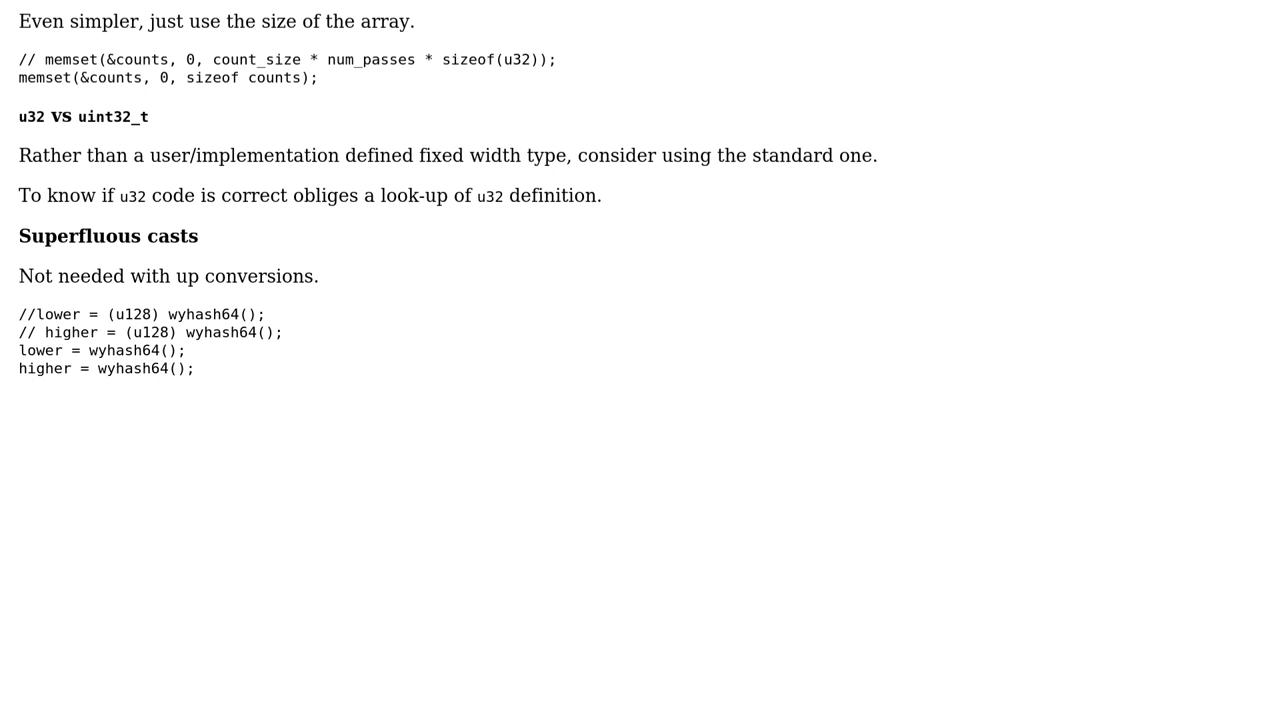 Even simpler, just use the size of the array.
// memset(&counts, 0, count_size * num_passes * sizeof(u32));
memset(&counts, 0, sizeof counts);
u32 vs uint32_t
Rather than a user/implementation defined fixed width type, consider using the standard one.
To know if u32 code is correct obliges a look-up of u32 definition.
Superfluous casts
Not needed with up conversions.
//lower = (u128) wyhash64();
// higher = (u128) wyhash64();
lower = wyhash64();
higher = wyhash64();